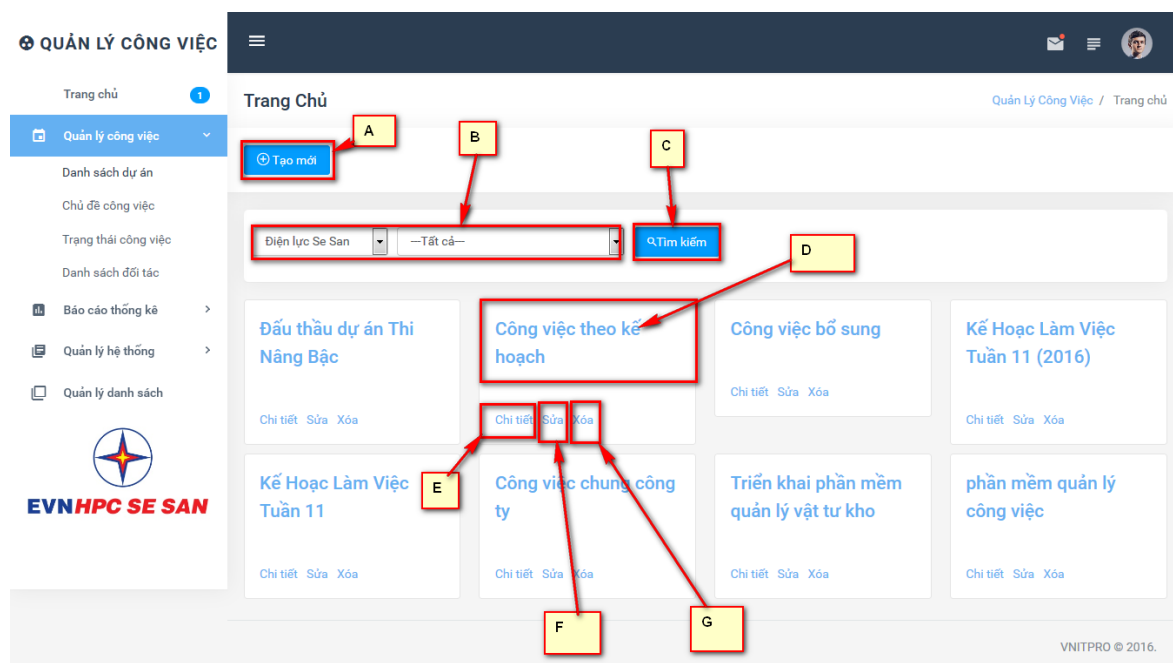 QUẢN LÝ CÔNG VIỆC
Trang chủ 1
Trang Chủ
Quản Lý Công Việc / Trang chủ
Quản lý công việc
A
B
C
Tạo mới
Danh sách dự án
Chủ đề công việc
Trạng thái công việc
Danh sách đối tác
Điện lực Se San
---Tất cả---
Tìm kiếm
D
Báo cáo thống kê
Quản lý hệ thống
Quản lý danh sách
EVNHPC SE SAN
Đấu thầu dự án Thi
Nâng Bậc
Chi tiết Sửa Xóa
Công việc theo kế
hoạch
Chi tiết Sửa Xóa
Công việc bổ sung
Chi tiết Sửa Xóa
Kế Hoạc Làm Việc
Tuần 11 (2016)
Chi tiết Sửa Xóa
Kế Hoạc Làm Việc
Tuần 11
Chi tiết Sửa Xóa
E
Công việc chung công
ty
Chi tiết Sửa Xóa
Triển khai phần mềm
quản lý vật tư kho
Chi tiết Sửa Xóa
phần mềm quản lý
công việc
Chi tiết Sửa Xóa
F
G
VNITPRO © 2016.